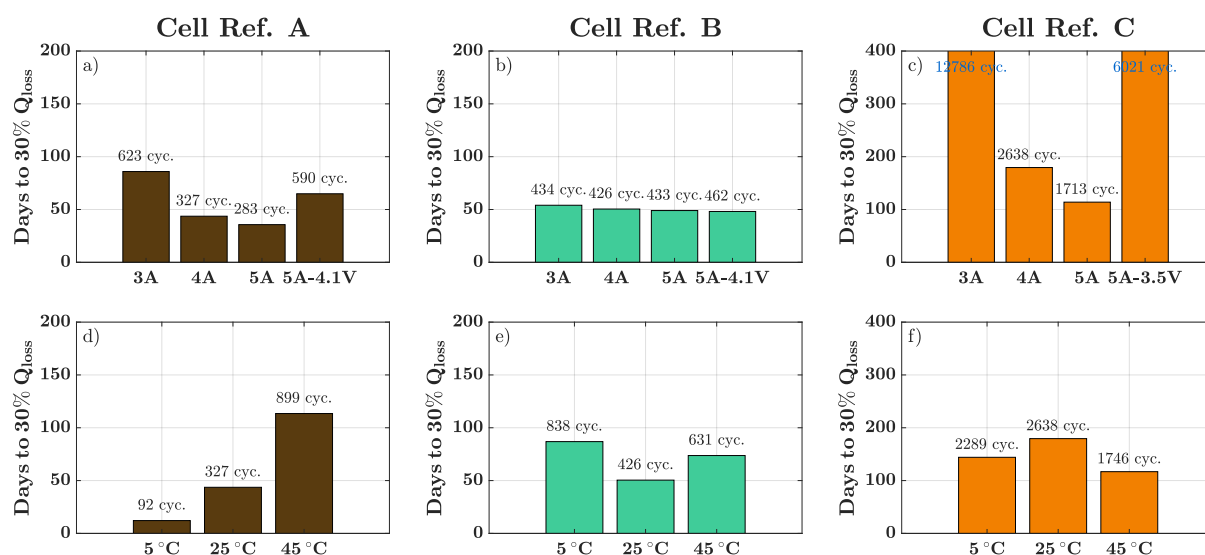 Cell Ref. A
Cell Ref. B
Cell Ref. C
a)
Days to 30% Qloss
200
150
100
50
0
623 cyc.
327 cyc.
283 cyc.
590 cyc.
3A 4A 5A 5A-4.1V
b)
Days to 30% Qloss
200
150
100
50
0
434 cyc.
426 cyc.
433 cyc.
462 cyc.
3A 4A 5A 5A-4.1V
c)
Days to 30% Qloss
400
300
200
100
0
12786 cyc.
2638 cyc.
1713 cyc.
6021 cyc.
3A 4A 5A 5A-3.5V
d)
Days to 30% Qloss
200
150
100
50
0
92 cyc.
327 cyc.
899 cyc.
5 °C 25 °C 45 °C
e)
Days to 30% Qloss
200
150
100
50
0
838 cyc.
426 cyc.
631 cyc.
5 °C 25 °C 45 °C
f)
Days to 30% Qloss
400
300
200
100
0
2289 cyc.
2638 cyc.
1746 cyc.
5 °C 25 °C 45 °C